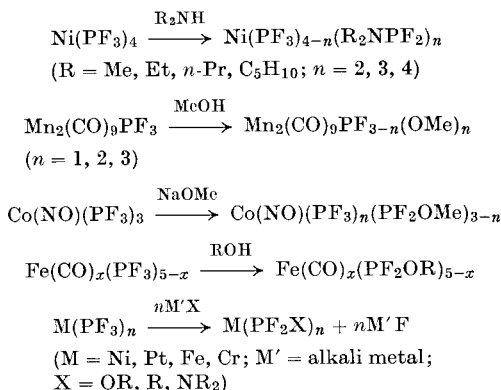 R₂NH
Ni(PF₃)₄ ⟶ Ni(PF₃)₄₋ₙ(R₂NPF₂)ₙ
(R = Me, Et, n-Pr, C₅H₁₀; n = 2, 3, 4)
MeOH
Mn₂(CO)₉PF₃ ⟶ Mn₂(CO)₉PF₃₋ₙ(OMe)ₙ
(n = 1, 2, 3)
NaOMe
Co(NO)(PF₃)₃ ⟶ Co(NO)(PF₃)ₙ(PF₂OMe)₃₋ₙ
ROH
Fe(CO)ₓ(PF₃)₅₋ₓ ⟶ Fe(CO)ₓ(PF₂OR)₅₋ₓ
nM′X
M(PF₃)ₙ ⟶ M(PF₂X)ₙ + nM′F
(M = Ni, Pt, Fe, Cr; M′ = alkali metal;
X = OR, R, NR₂)